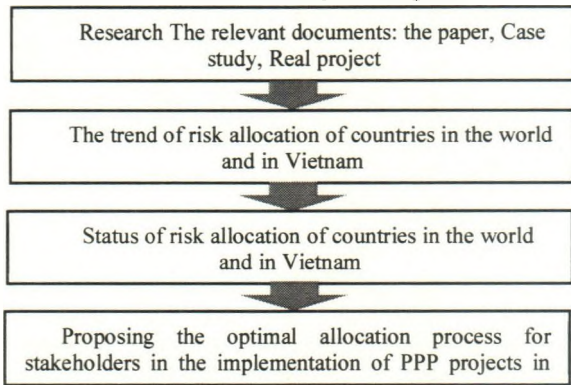 Research The relevant documents: the paper, Case
study, Real project
The trend of risk allocation of countries in the world
and in Vietnam
Status of risk allocation of countries in the world
and in Vietnam
Proposing the optimal allocation process for
stakeholders in the implementation of PPP projects in